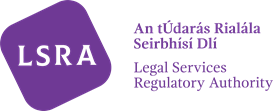 LSRA
An tÚdarás Rialála
Seirbhísí Dlí
Legal Services
Regulatory Authority